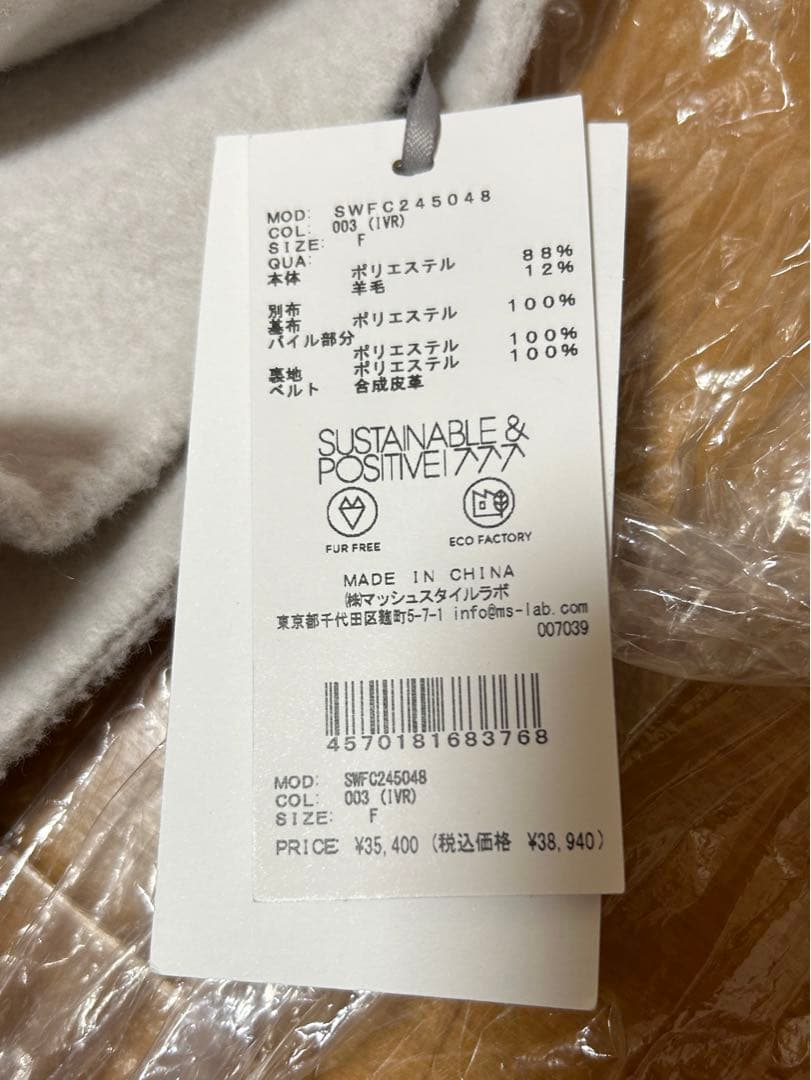 MOD: SWFC245048
COL: 003 (IVR)
SIZE: F
QUA:
本体 ポリエステル 88%
羊毛 12%
別布
基布 ポリエステル 100%
パイル部分
ポリエステル 100%
裏地 ポリエステル 100%
ベルト 合成皮革
SUSTAINABLE &
POSITIVE!
FUR FREE ECO FACTORY
MADE IN CHINA
㈱マッシュスタイルラボ
東京都千代田区麹町5-7-1 info@ms-lab.com
007039
4570181683768
MOD: SWFC245048
COL: 003 (IVR)
SIZE: F
PRICE ¥35,400 (税込価格 ¥38,940)